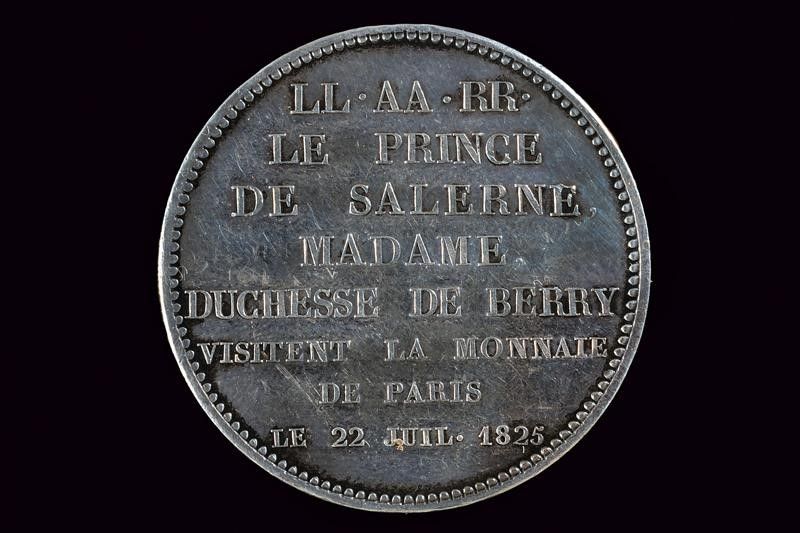 LL·AA·RR·
LE PRINCE
DE SALERNE,
MADAME,
DUCHESSE DE BERRY
VISITENT LA MONNAIE
DE PARIS
LE 22 JUIL· 1825